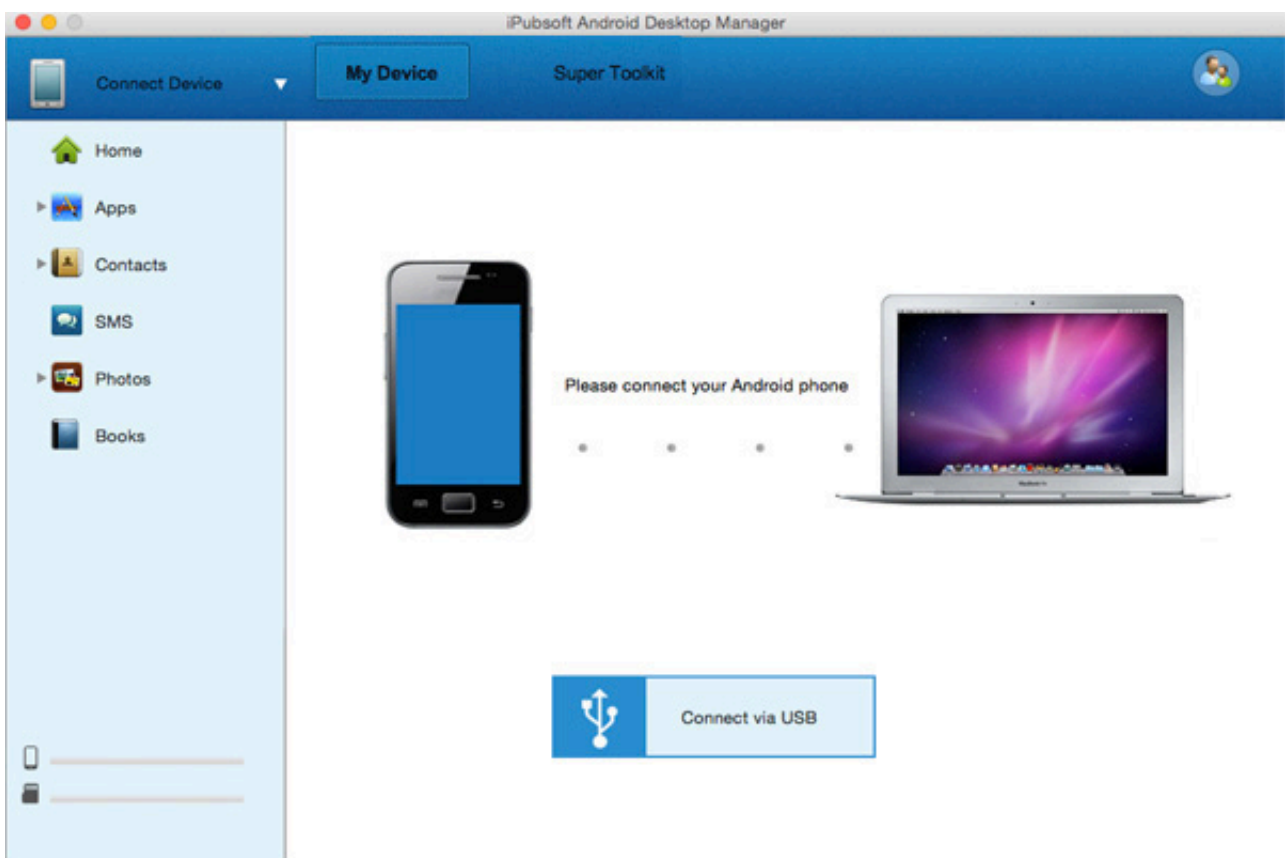 iPubsoft Android Desktop Manager
Connect Device
My Device
Super Toolkit
Home
Apps
Contacts
SMS
Photos
Books
Please connect your Android phone
Connect via USB